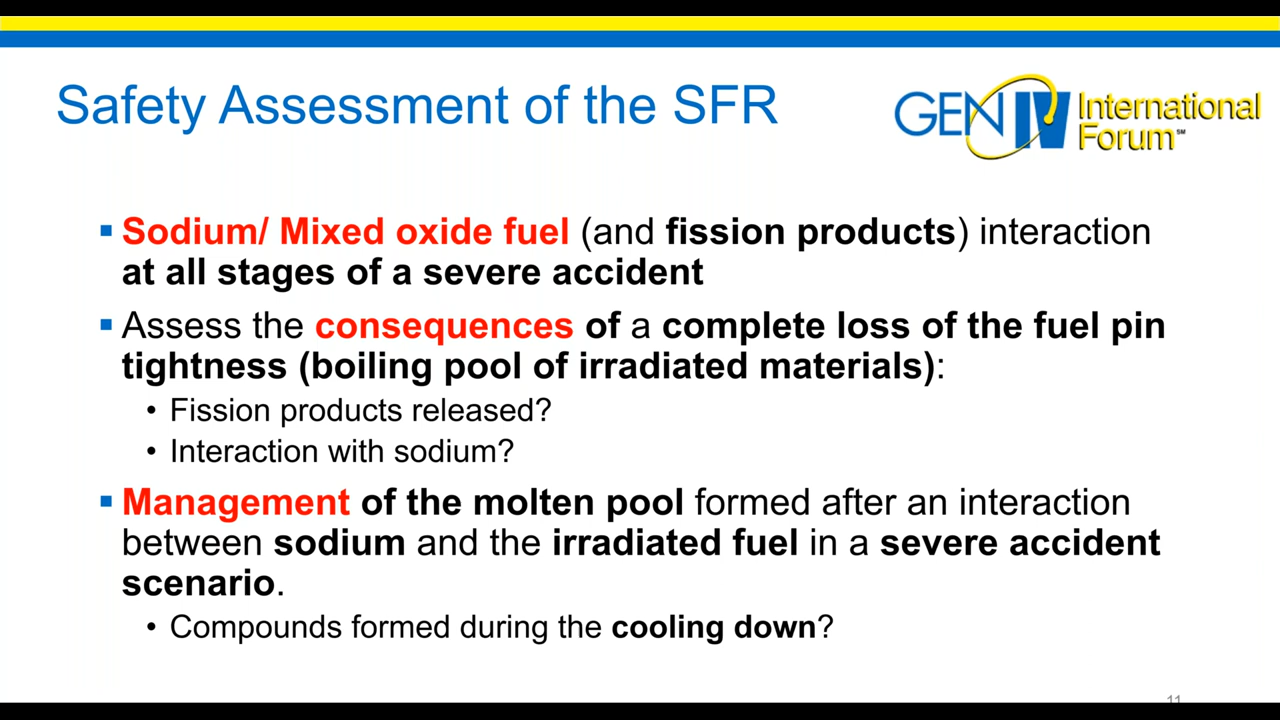 Safety Assessment of the SFR
GEN IV International
Forum℠
▪ Sodium/ Mixed oxide fuel (and fission products) interaction
at all stages of a severe accident
▪ Assess the consequences of a complete loss of the fuel pin
tightness (boiling pool of irradiated materials):
• Fission products released?
• Interaction with sodium?
▪ Management of the molten pool formed after an interaction
between sodium and the irradiated fuel in a severe accident
scenario.
• Compounds formed during the cooling down?
11